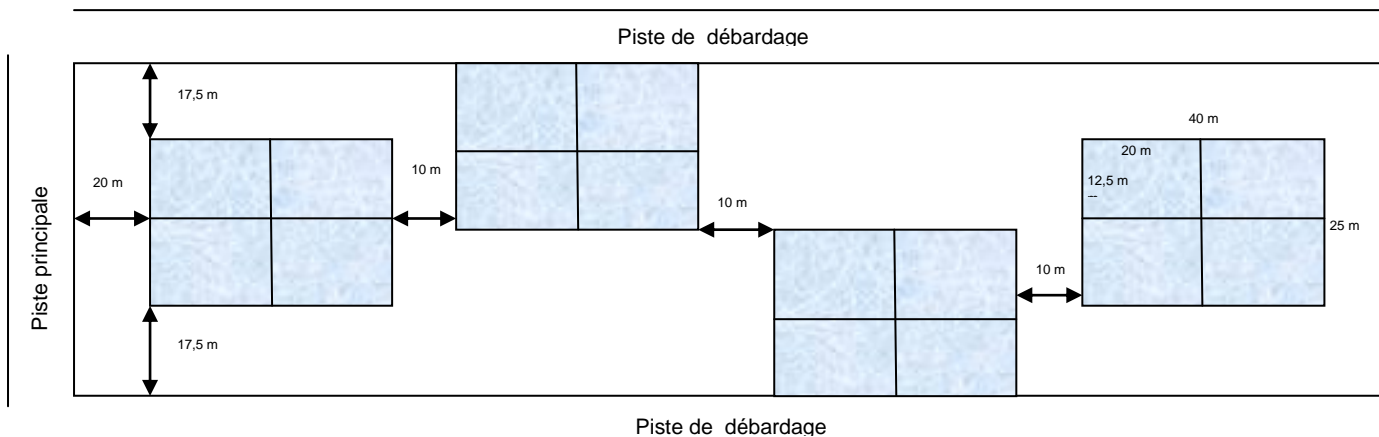 Piste de débardage
17,5 m
40 m
20 m
20 m
10 m
12,5 m
10 m
25 m
Piste principale
10 m
17,5 m
Piste de débardage